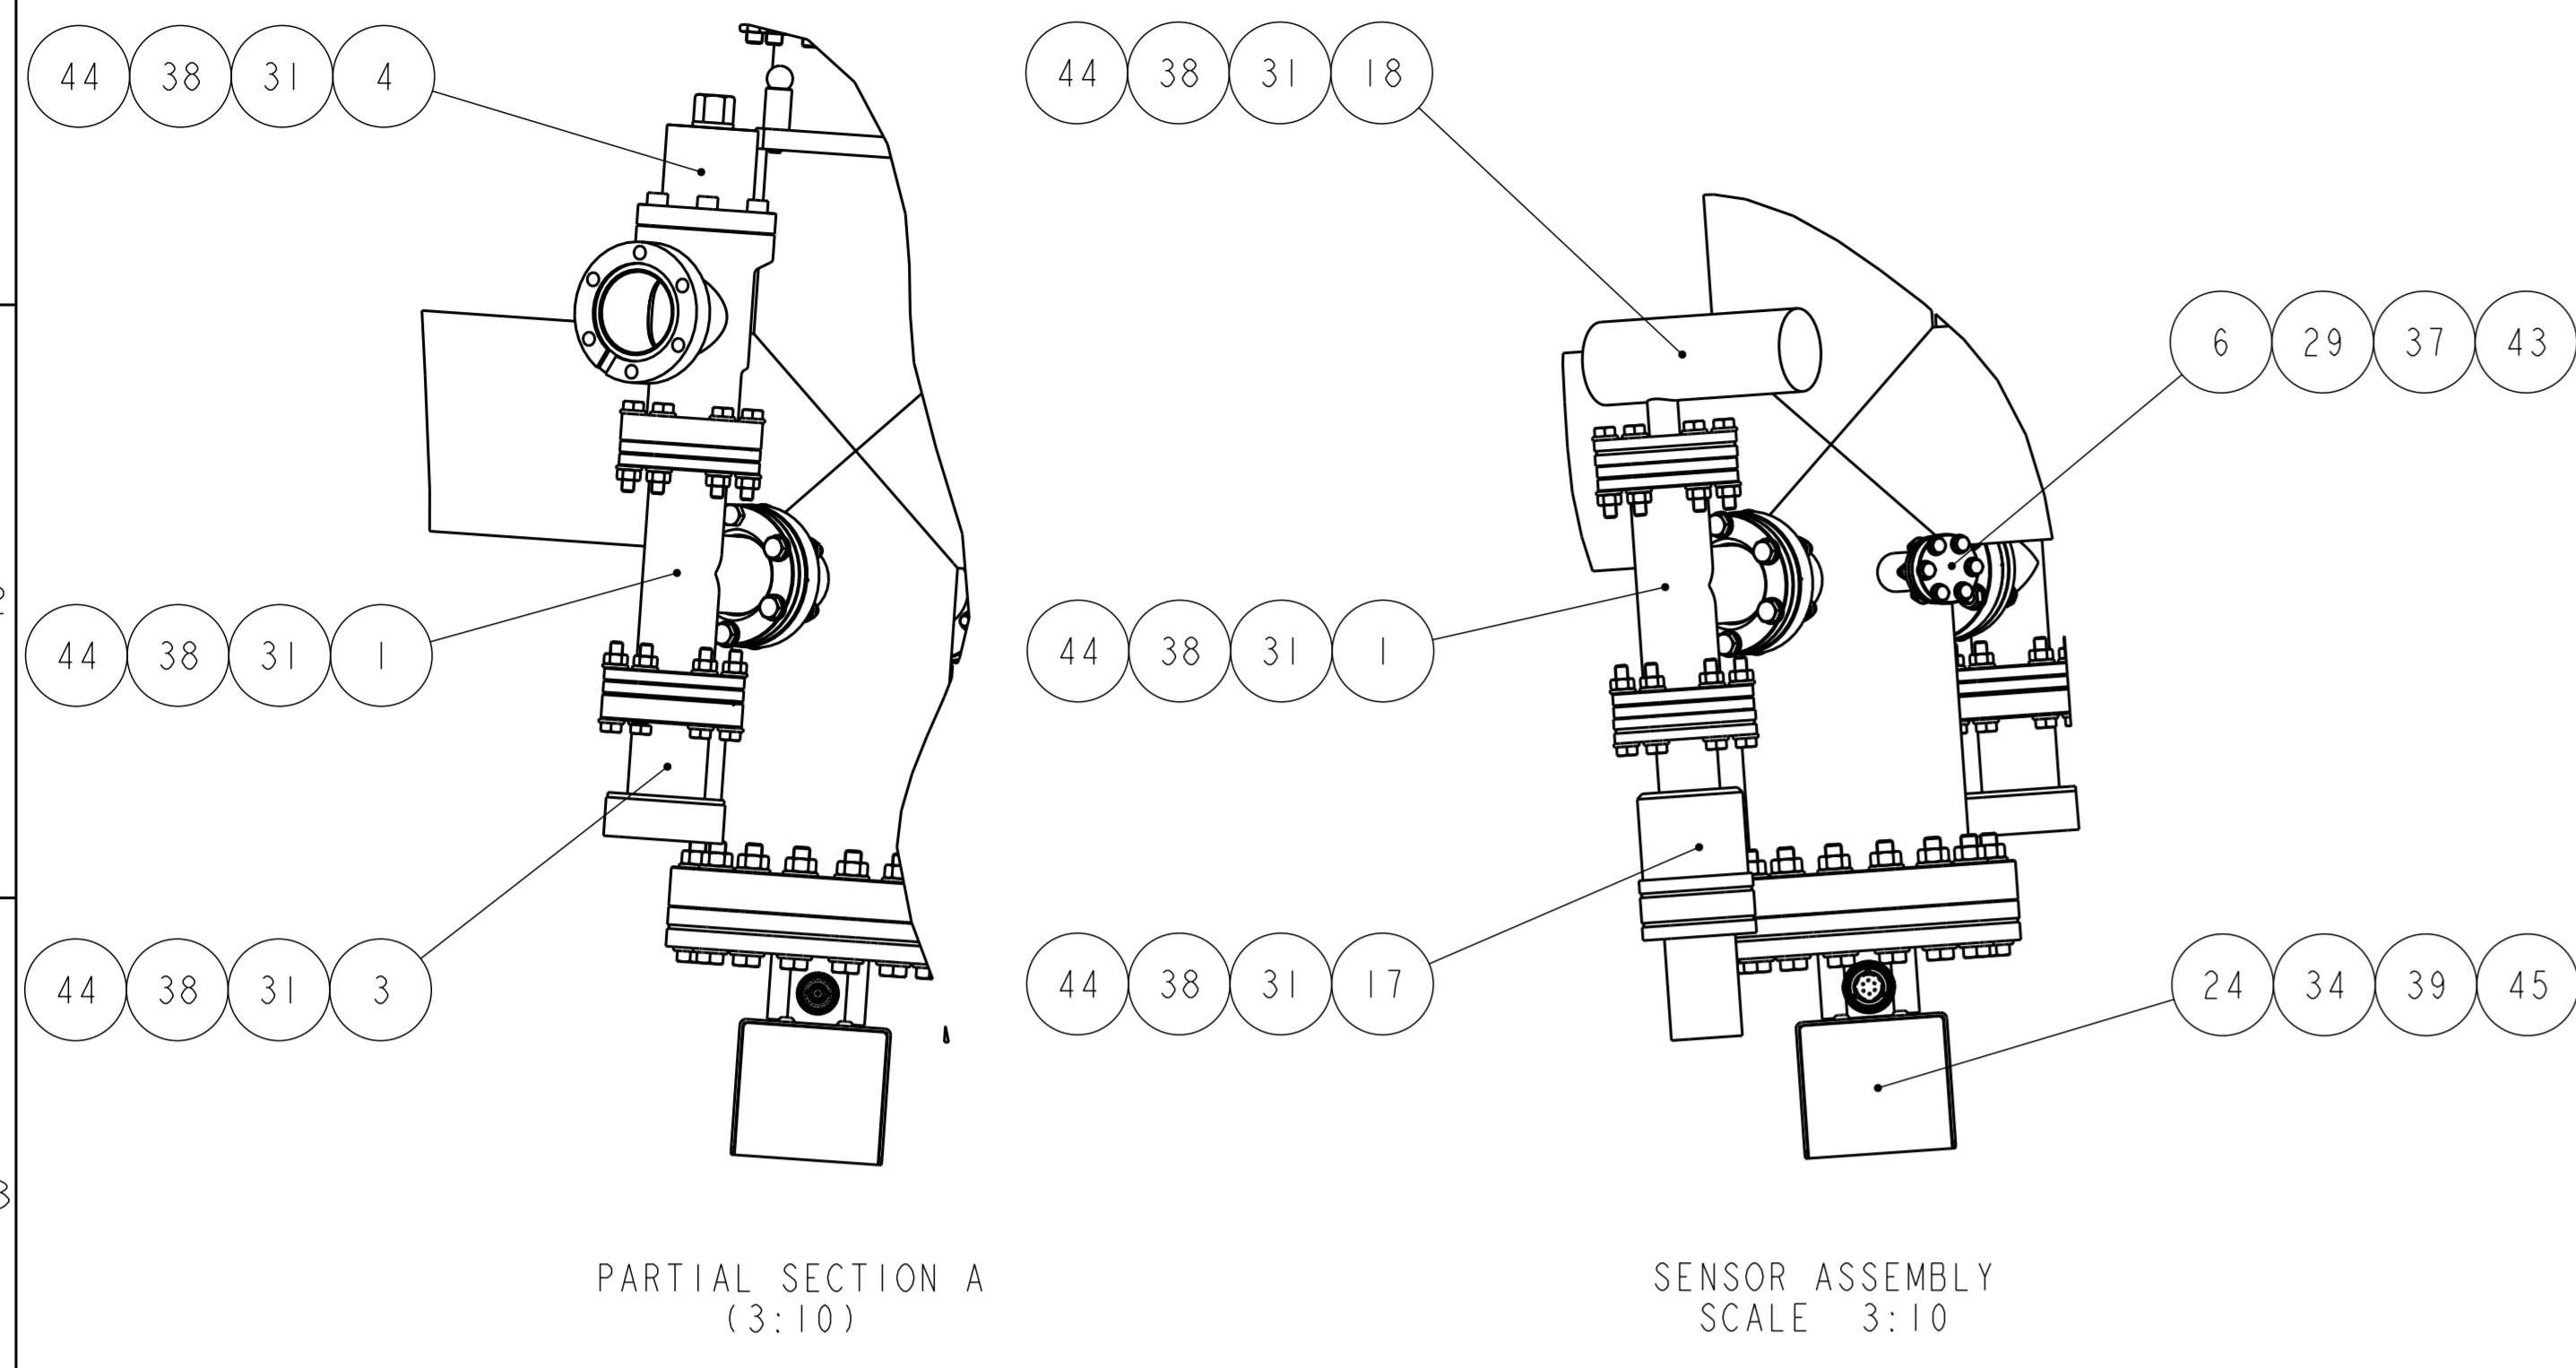 44 38 31 4
44 38 31 1
44 38 31 3
PARTIAL SECTION A
(3:10)
44 38 31 18
44 38 31 1
44 38 31 17
6 29 37 43
24 34 39 45
SENSOR ASSEMBLY
SCALE 3:10